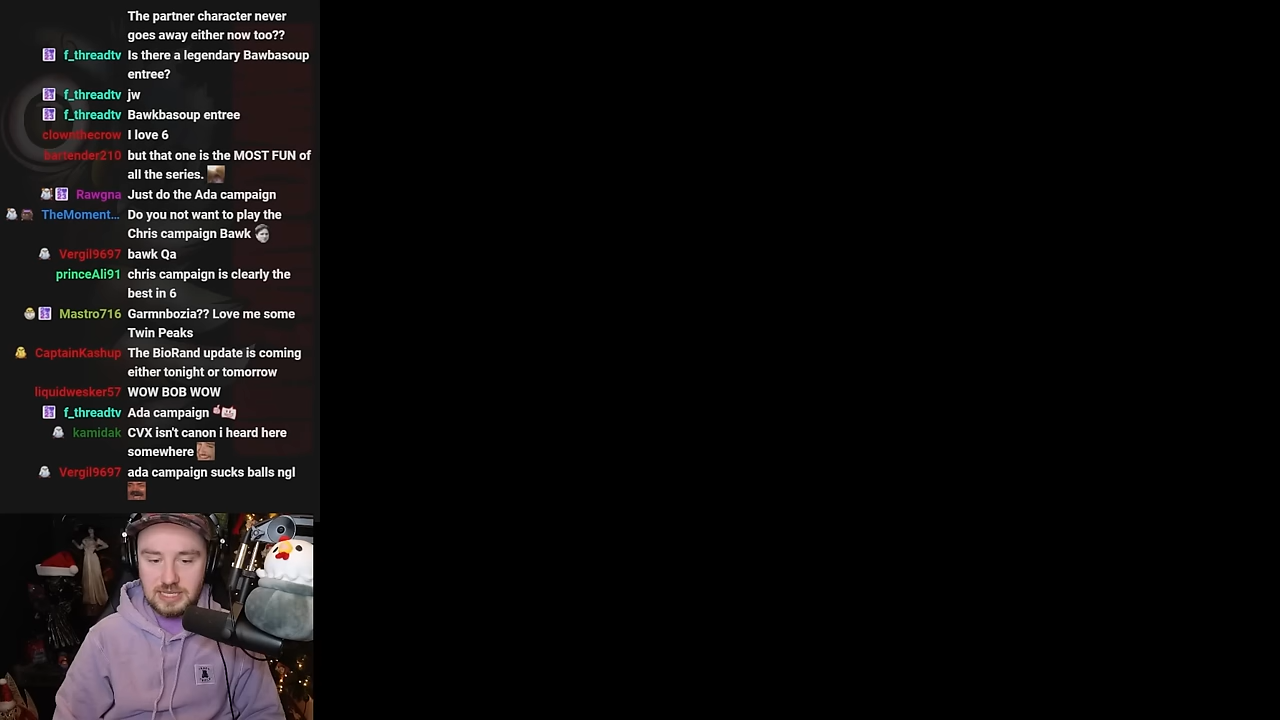 The partner character never
goes away either now too??
f_threadtv Is there a legendary Bawbasoup
entree?
f_threadtv jw
f_threadtv Bawkbasoup entree
clownthecrow I love 6
bartender210 but that one is the MOST FUN of
all the series.
Rawgna Just do the Ada campaign
TheMoment... Do you not want to play the
Chris campaign Bawk
Vergil9697 bawk Qa
princeAli91 chris campaign is clearly the
best in 6
Mastro716 Garmnbozia?? Love me some
Twin Peaks
CaptainKashup The BioRand update is coming
either tonight or tomorrow
liquidwesker57 WOW BOB WOW
f_threadtv Ada campaign
kamidak CVX isn't canon i heard here
somewhere
Vergil9697 ada campaign sucks balls ngl